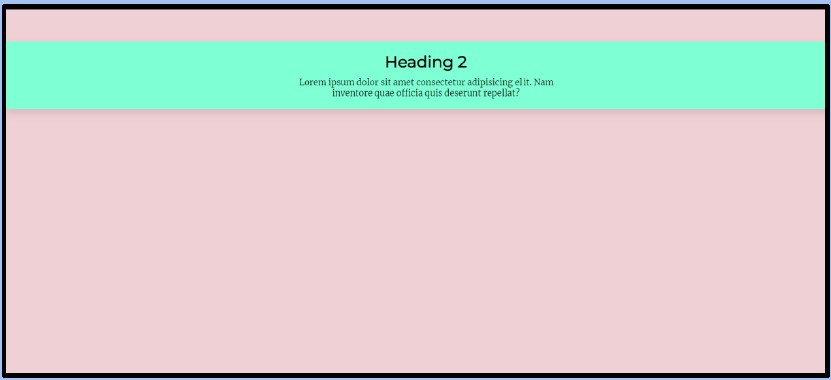 Heading 2
Lorem ipsum dolor sit amet consectetur adipisicing elit. Nam
inventore quae officia quis deserunt repellat?